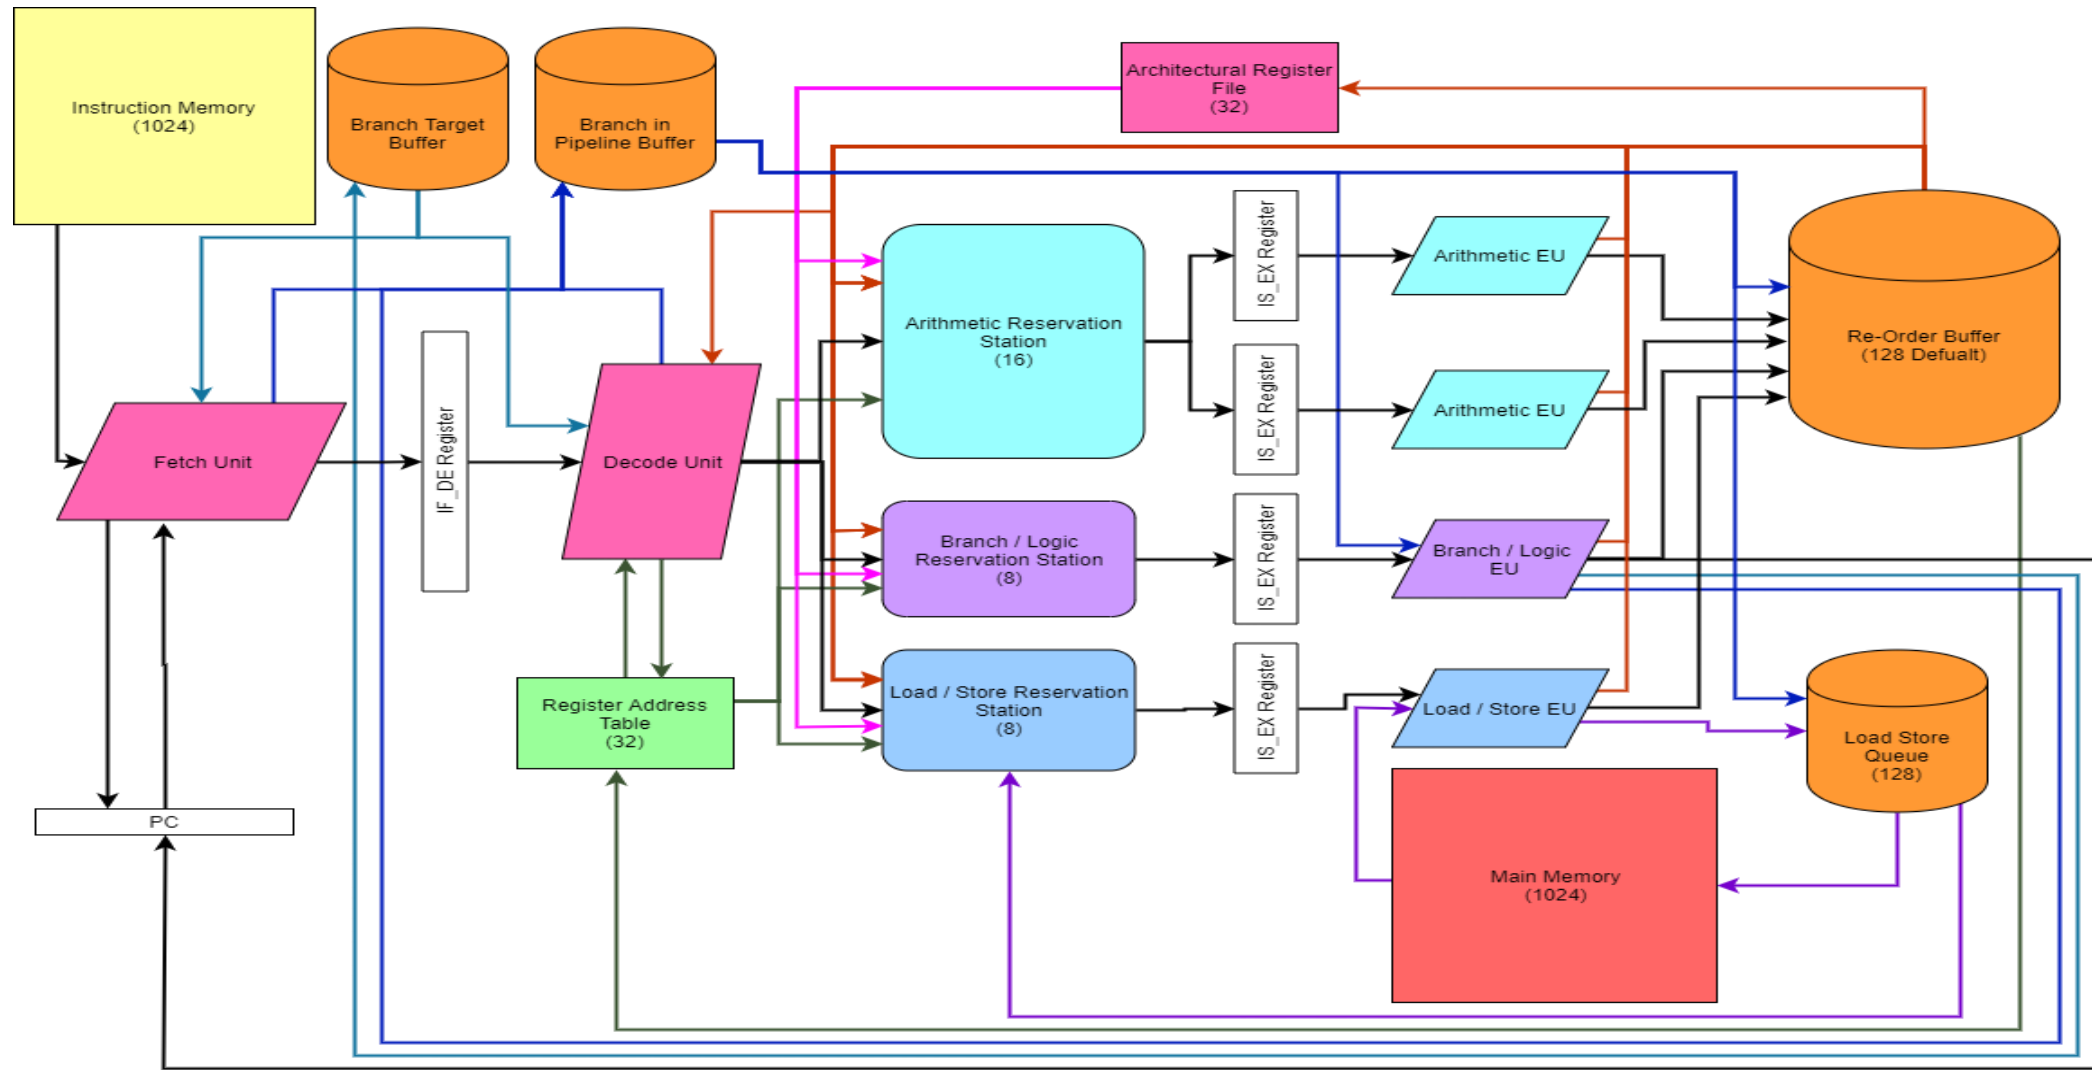 Instruction Memory
(1024)
Branch Target
Buffer
Branch in
Pipeline Buffer
Architectural Register
File
(32)
IS_EX Register
Arithmetic EU
Arithmetic Reservation
Station
(16)
Re-Order Buffer
(128 Defualt)
IS_EX Register
Arithmetic EU
Fetch Unit
IF_DE Register
Decode Unit
Branch / Logic
Reservation Station
(8)
IS_EX Register
Branch / Logic
EU
Register Address
Table
(32)
Load / Store Reservation
Station
(8)
IS_EX Register
Load / Store EU
Load Store
Queue
(128)
PC
Main Memory
(1024)